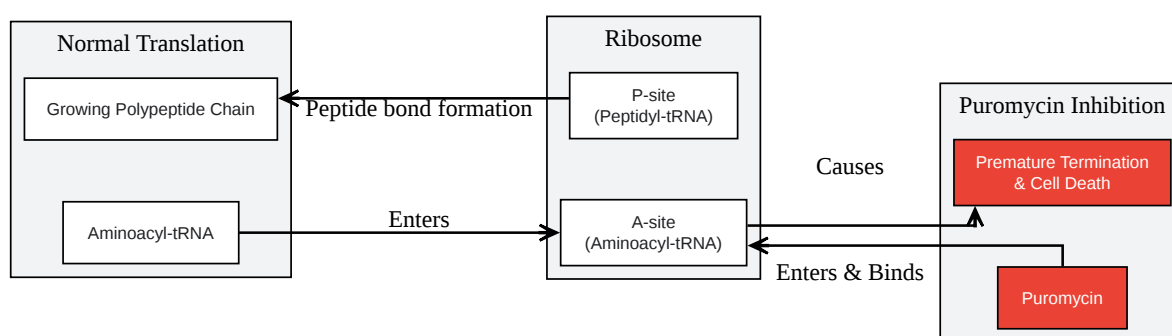 Normal Translation
Growing Polypeptide Chain
Aminoacyl-tRNA
Peptide bond formation
Enters
Ribosome
P-site
(Peptidyl-tRNA)
A-site
(Aminoacyl-tRNA)
Causes
Enters & Binds
Puromycin Inhibition
Premature Termination
& Cell Death
Puromycin